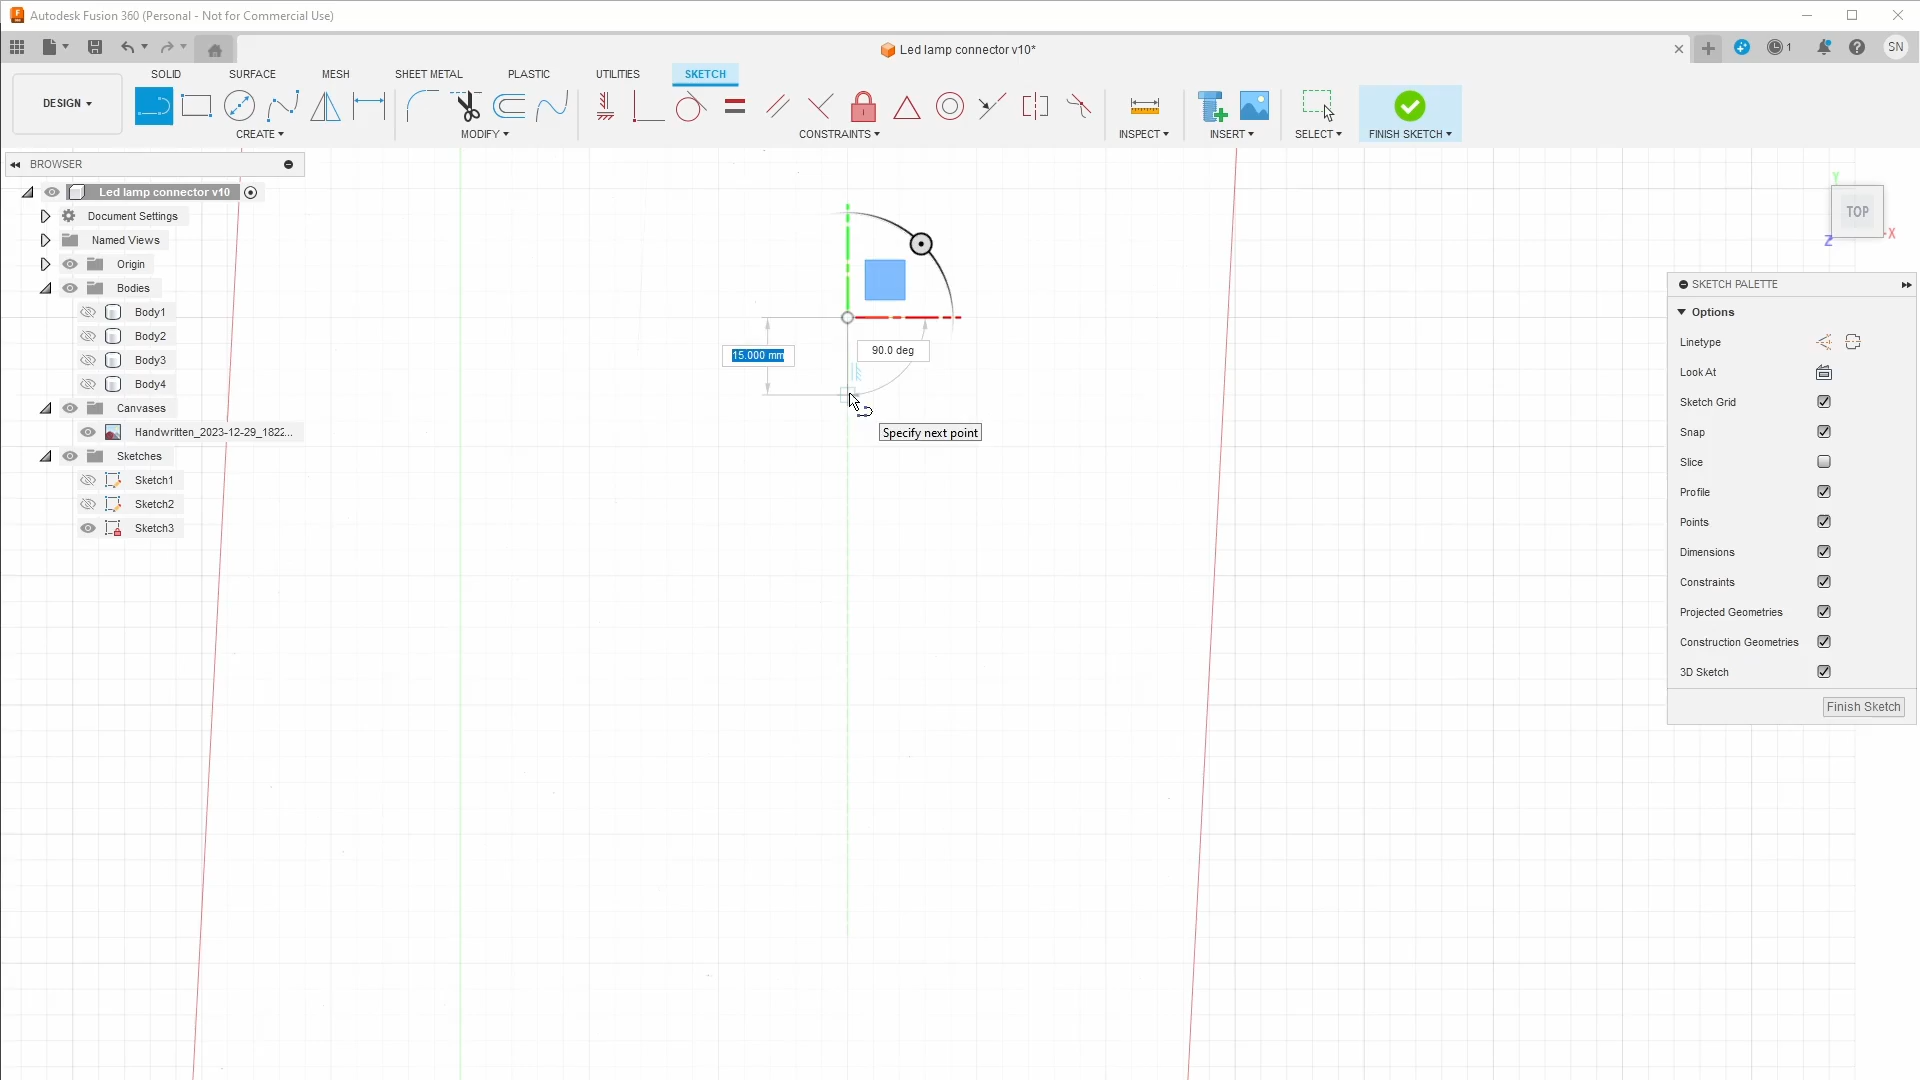 Autodesk Fusion 360 (Personal - Not for Commercial Use)
Led lamp connector v10*
1
SN
DESIGN
SOLID
SURFACE
MESH
SHEET METAL
PLASTIC
UTILITIES
SKETCH
CREATE
MODIFY
CONSTRAINTS
INSPECT
INSERT
SELECT
FINISH SKETCH
BROWSER
Led lamp connector v10
Document Settings
Named Views
Origin
Bodies
Body1
Body2
Body3
Body4
Canvases
Handwritten_2023-12-29_1822...
Sketches
Sketch1
Sketch2
Sketch3
15.000 mm
90.0 deg
Specify next point
Y
TOP
Z
X
SKETCH PALETTE
Options
Linetype
Look At
Sketch Grid
Snap
Slice
Profile
Points
Dimensions
Constraints
Projected Geometries
Construction Geometries
3D Sketch
Finish Sketch